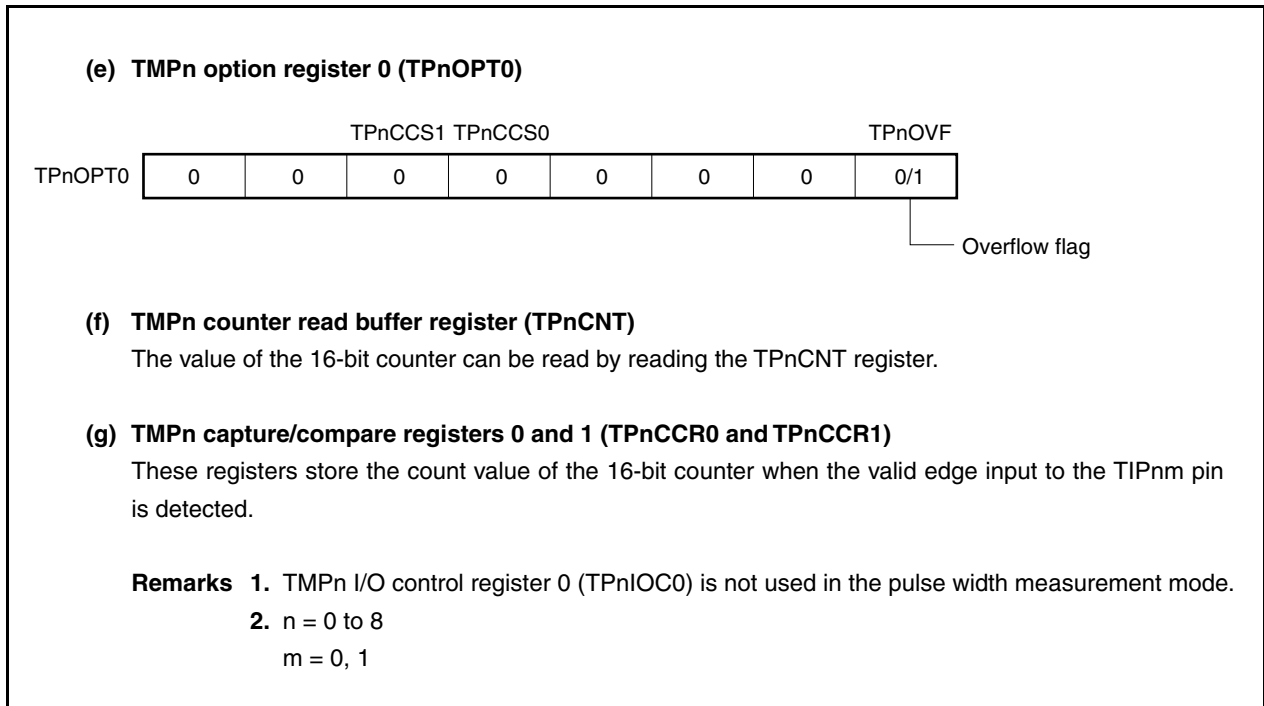 (e) TMPn option register 0 (TPnOPT0)
TPnCCS1 TPnCCS0 TPnOVF
TPnOPT0 0 0 0 0 0 0 0 0/1
Overflow flag
(f) TMPn counter read buffer register (TPnCNT)
The value of the 16-bit counter can be read by reading the TPnCNT register.
(g) TMPn capture/compare registers 0 and 1 (TPnCCR0 and TPnCCR1)
These registers store the count value of the 16-bit counter when the valid edge input to the TIPnm pin
is detected.
Remarks 1. TMPn I/O control register 0 (TPnIOC0) is not used in the pulse width measurement mode.
2. n = 0 to 8
m = 0, 1